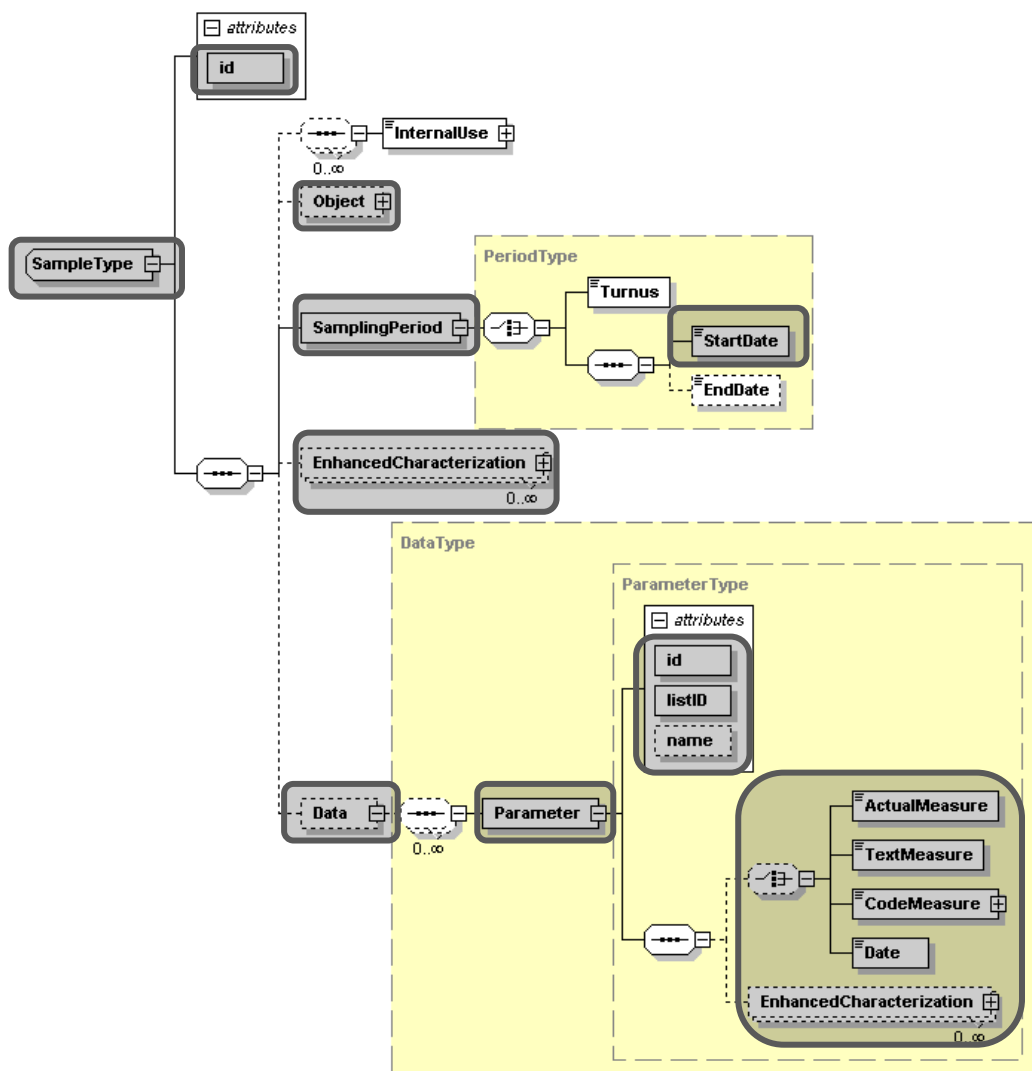 attributes
id
InternalUse
0..∞
Object
SampleType
PeriodType
Turnus
SamplingPeriod
StartDate
EndDate
EnhancedCharacterization
0..∞
DataType
ParameterType
attributes
id
listID
name
Data
0..∞
Parameter
ActualMeasure
TextMeasure
CodeMeasure
Date
EnhancedCharacterization
0..∞